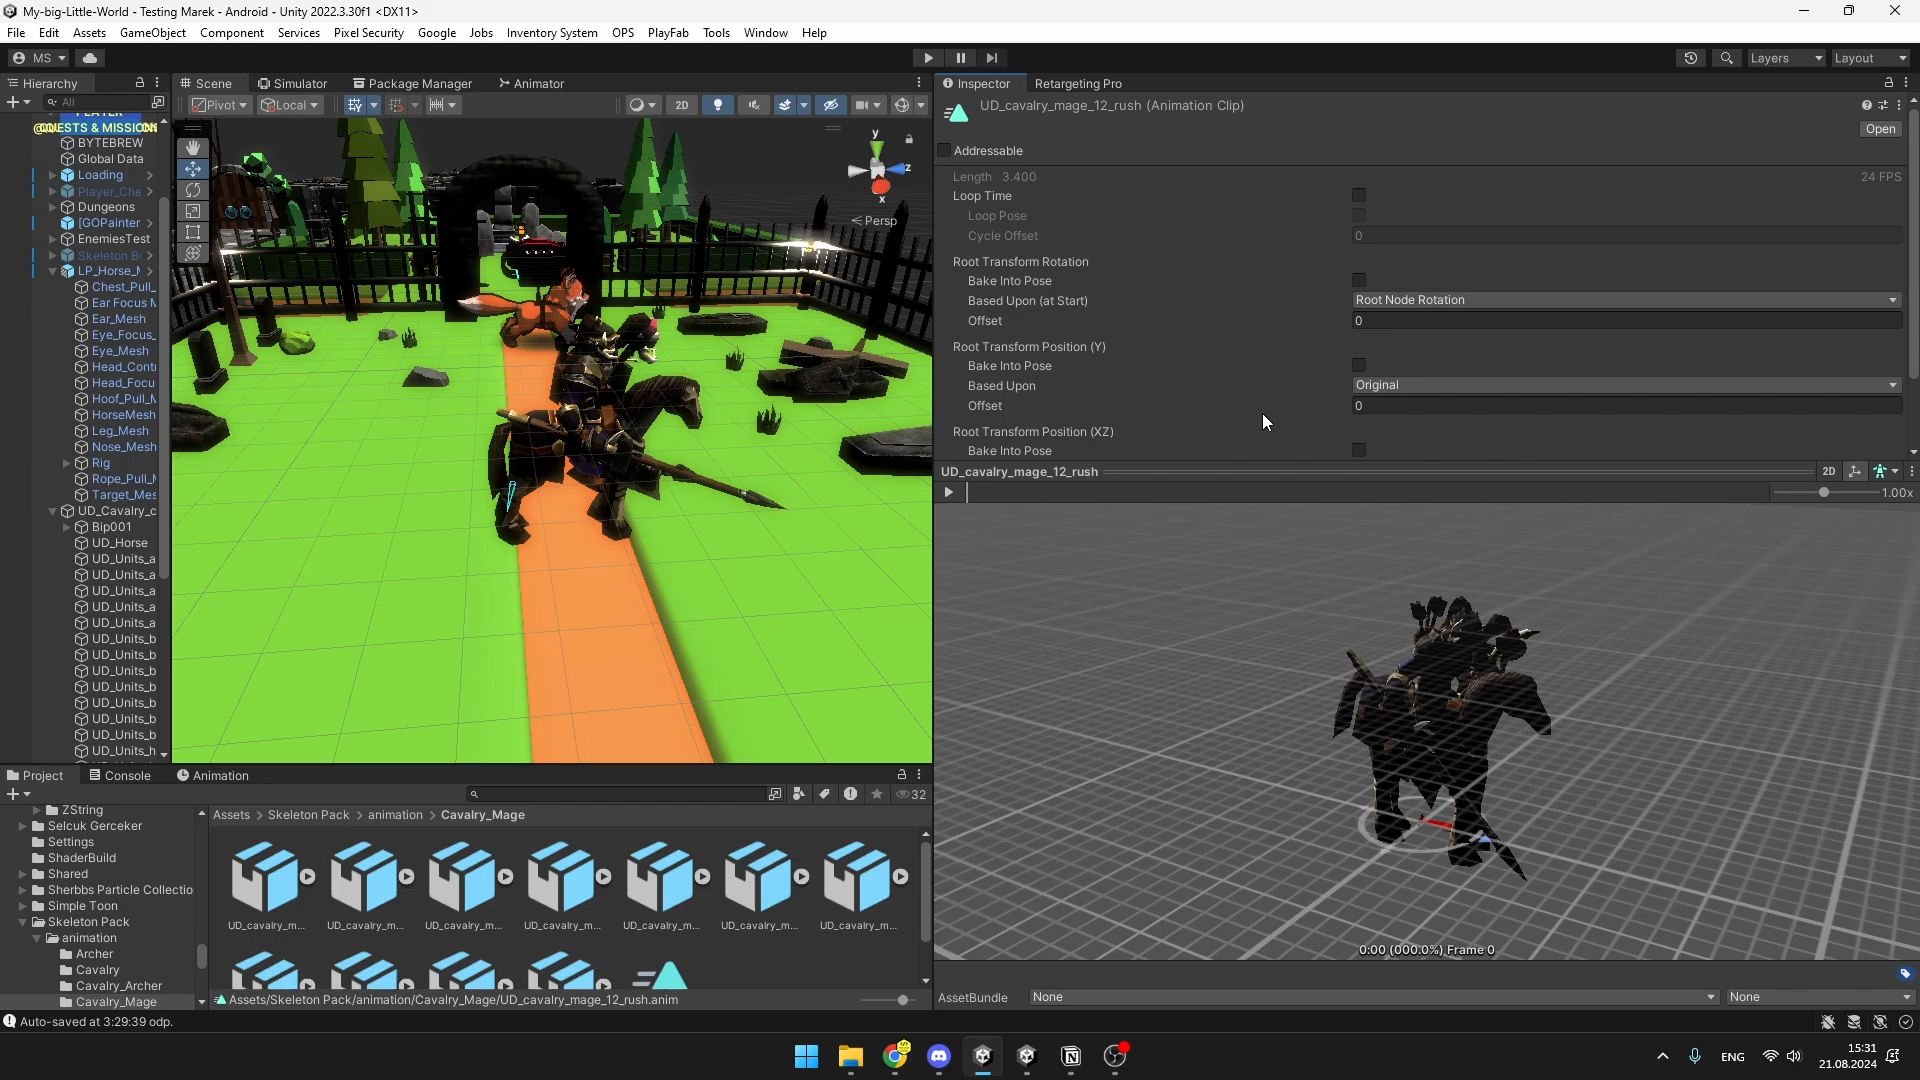 My-big-Little-World - Testing Marek - Android - Unity 2022.3.30f1 <DX11>
File Edit Assets GameObject Component Services Pixel Security Google Jobs Inventory System OPS PlayFab Tools Window Help
MS Layers Layout
Hierarchy
All
QUESTS & MISSION
BYTEBREW
Global Data
Loading
Player_Che
Dungeons
[GOPainter
EnemiesTest
Skeleton B
LP_Horse_
Chest_Pull_
Ear Focus M
Ear_Mesh
Eye_Focus_
Eye_Mesh
Head_Conti
Head_Focu
Hoof_Pull_M
HorseMesh
Leg_Mesh
Nose_Mesh
Rig
Rope_Pull_M
Target_Mes
UD_Cavalry_c
Bip001
UD_Horse
UD_Units_a
UD_Units_a
UD_Units_a
UD_Units_a
UD_Units_a
UD_Units_b
UD_Units_b
UD_Units_b
UD_Units_b
UD_Units_b
UD_Units_b
UD_Units_b
UD_Units_h
Scene Simulator Package Manager Animator
Pivot Local 2D
y
z
x
< Persp
Inspector Retargeting Pro
UD_cavalry_mage_12_rush (Animation Clip)
Open
Addressable
Length 3.400 24 FPS
Loop Time
Loop Pose
Cycle Offset 0
Root Transform Rotation
Bake Into Pose
Based Upon (at Start) Root Node Rotation
Offset 0
Root Transform Position (Y)
Bake Into Pose
Based Upon Original
Offset 0
Root Transform Position (XZ)
Bake Into Pose
UD_cavalry_mage_12_rush 2D
1.00x
0:00 (000.0%) Frame 0
AssetBundle None None
Project Console Animation
32
ZString
Selcuk Gerceker
Settings
ShaderBuild
Shared
Sherbbs Particle Collectio
Simple Toon
Skeleton Pack
animation
Archer
Cavalry
Cavalry_Archer
Cavalry_Mage
Assets > Skeleton Pack > animation > Cavalry_Mage
UD_cavalry_m... UD_cavalry_m... UD_cavalry_m... UD_cavalry_m... UD_cavalry_m... UD_cavalry_m... UD_cavalry_m...
Assets/Skeleton Pack/animation/Cavalry_Mage/UD_cavalry_mage_12_rush.anim
Auto-saved at 3:29:39 odp.
ENG
15:31
21.08.2024